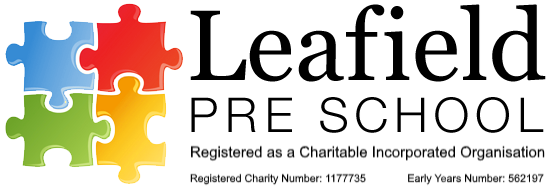 Leafield
PRE SCHOOL
Registered as a Charitable Incorporated Organisation
Registered Charity Number: 1177735 Early Years Number: 562197